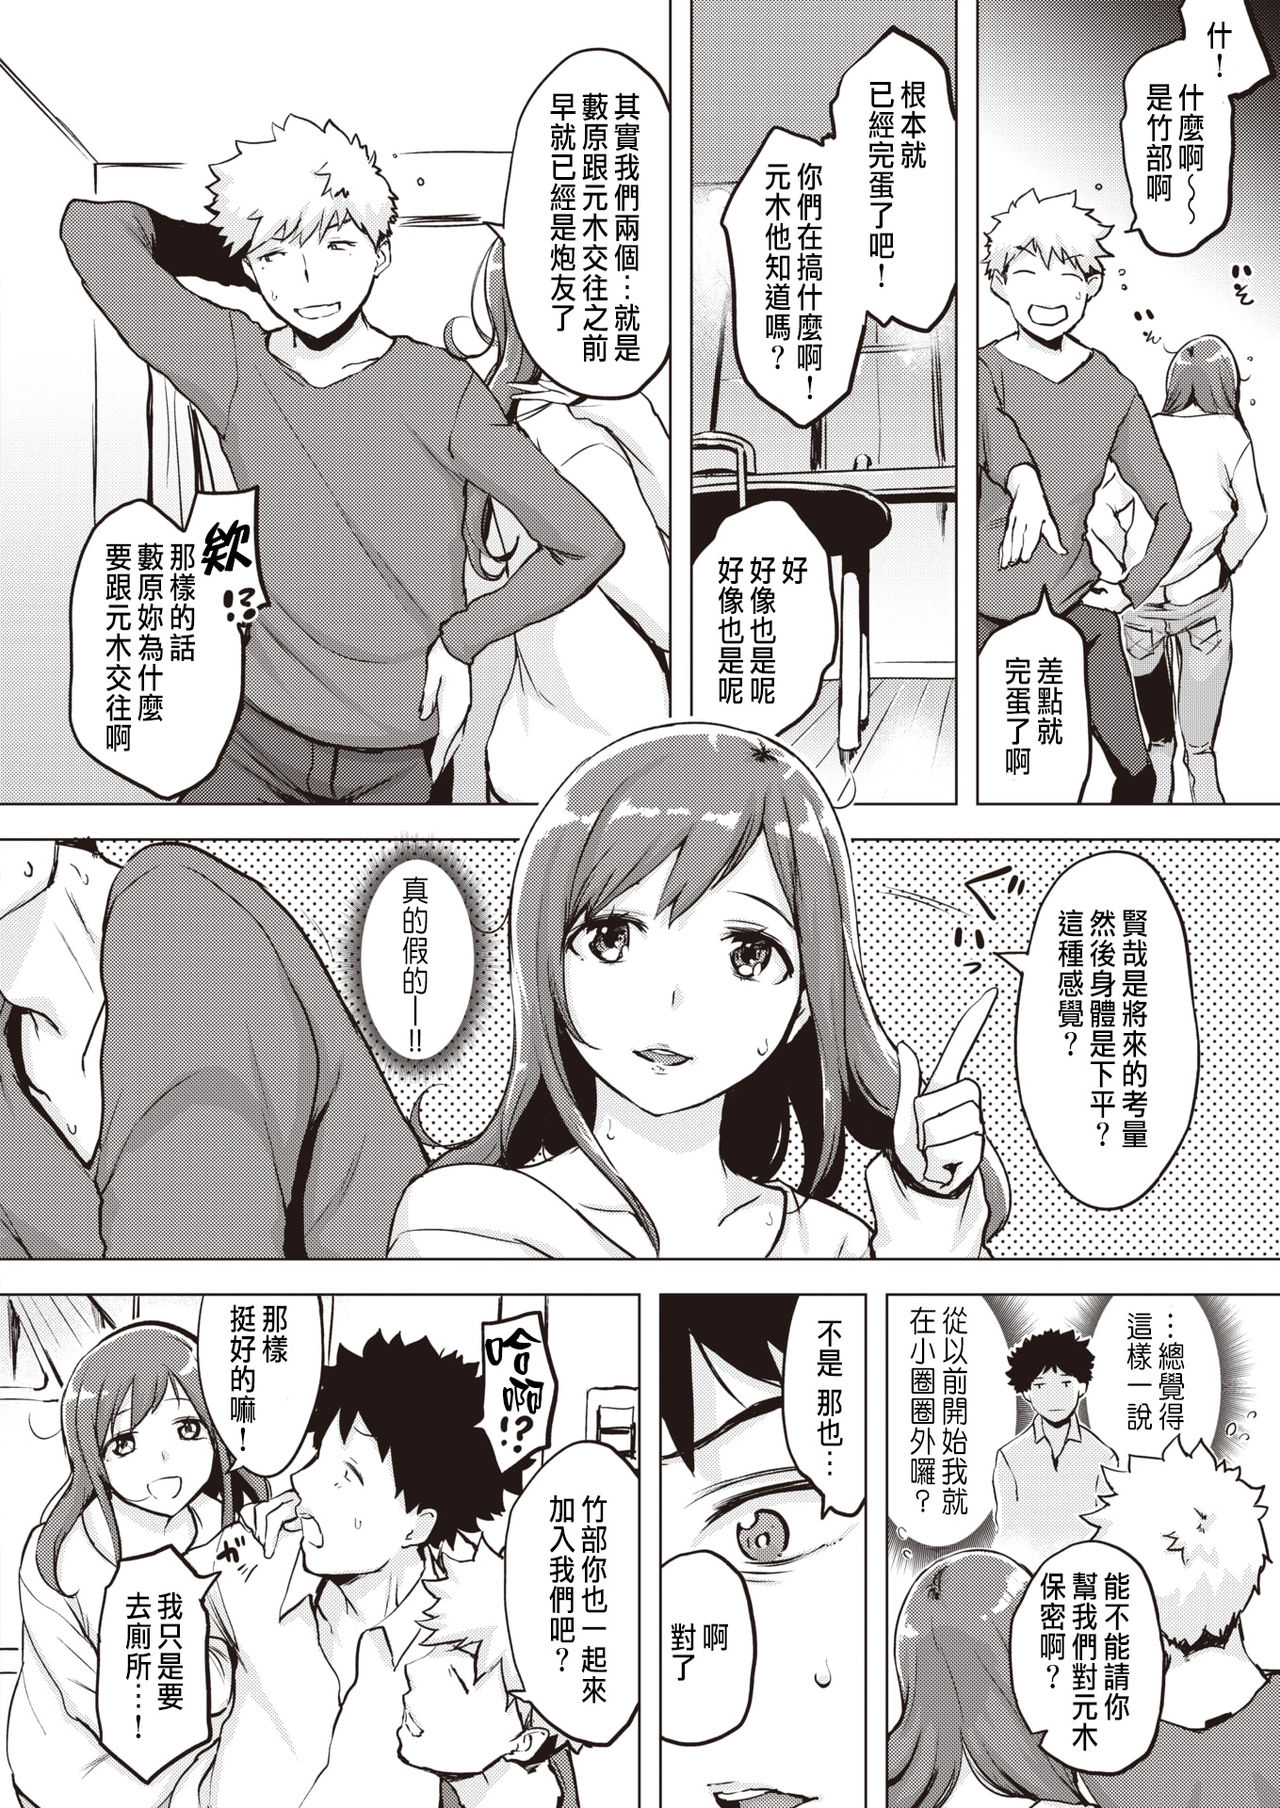 什！
什麼啊～
是竹部啊
いそ
いそ
差點就
完蛋了啊
根本就
已經完蛋了吧！
你們在搞什麼啊！
元木他知道嗎？
好
好像也是呢
好像也是呢
其實我們兩個…就是
藪原跟元木交往之前
早就已經是炮友了
欸!?
那樣的話
藪原妳為什麼
要跟元木交往啊
賢哉是將來的考量
然後身體是下平？
這種感覺？
真的假的—!!
…總覺得
這樣一說
從以前開始我就
在小圈圈外囉？
能不能請你
幫我們對元木
保密啊？
不是 那也…
啊
對了
哈啊!?
竹部你也一起來
加入我們吧？
那樣
挺好的嘛！
我只是要
去廁所…！